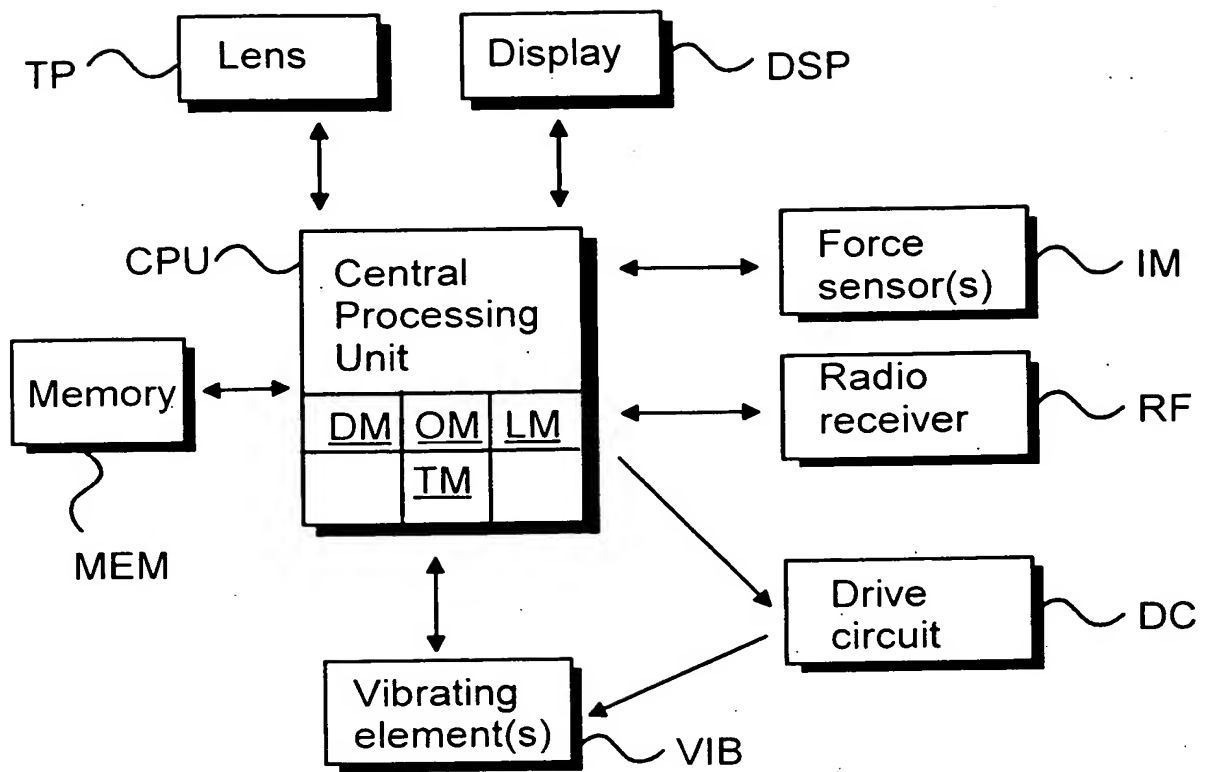 TP
Lens
Display
DSP
CPU
Central
Processing
Unit
DM OM LM
TM
Force
sensor(s)
IM
Memory
MEM
Radio
receiver
RF
Drive
circuit
DC
Vibrating
element(s)
VIB